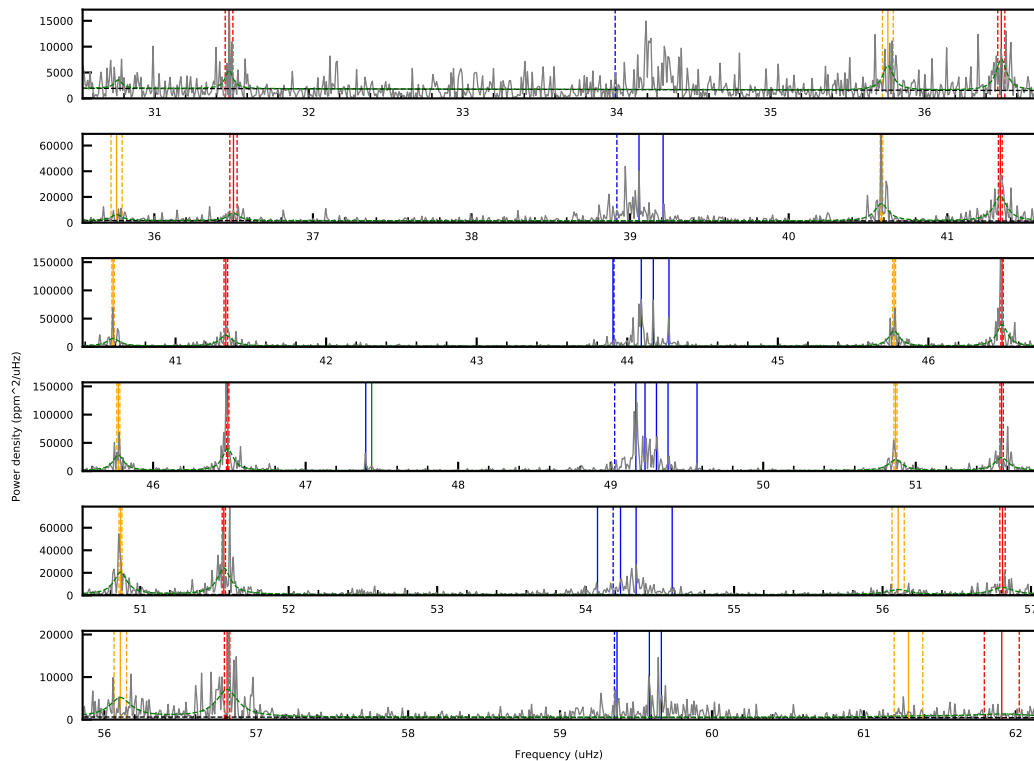 15000
10000
5000
0
31 32 33 34 35 36
60000
40000
20000
0
36 37 38 39 40 41
150000
100000
50000
0
41 42 43 44 45 46
150000
100000
50000
0
46 47 48 49 50 51
60000
40000
20000
0
51 52 53 54 55 56 57
20000
10000
0
56 57 58 59 60 61 62
Power density (ppm^2/uHz)
Frequency (uHz)